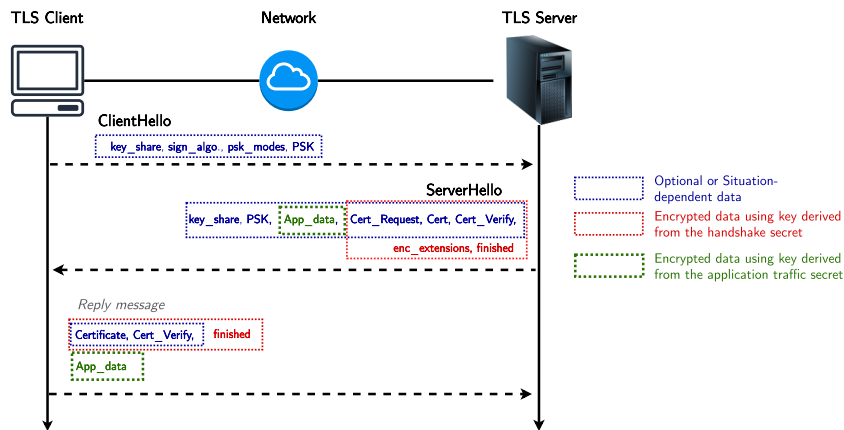 TLS Client
Network
TLS Server
ClientHello
key_share, sign_algo., psk_modes, PSK
ServerHello
key_share, PSK, App_data, Cert_Request, Cert, Cert_Verify,
enc_extensions, finished
Reply message
Certificate, Cert_Verify, finished
App_data
Optional or Situation-
dependent data
Encrypted data using key derived
from the handshake secret
Encrypted data using key derived
from the application traffic secret